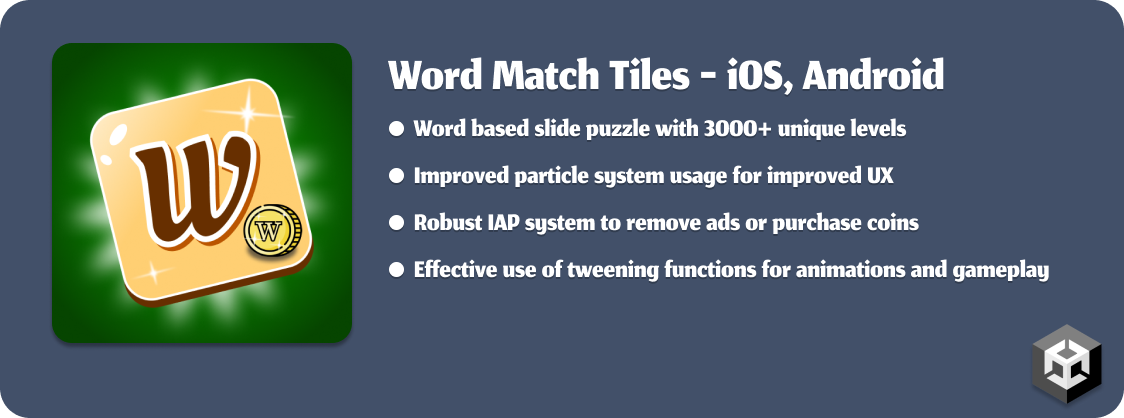 Word Match Tiles - iOS, Android
Word based slide puzzle with 3000+ unique levels
Improved particle system usage for improved UX
Robust IAP system to remove ads or purchase coins
Effective use of tweening functions for animations and gameplay
W
W